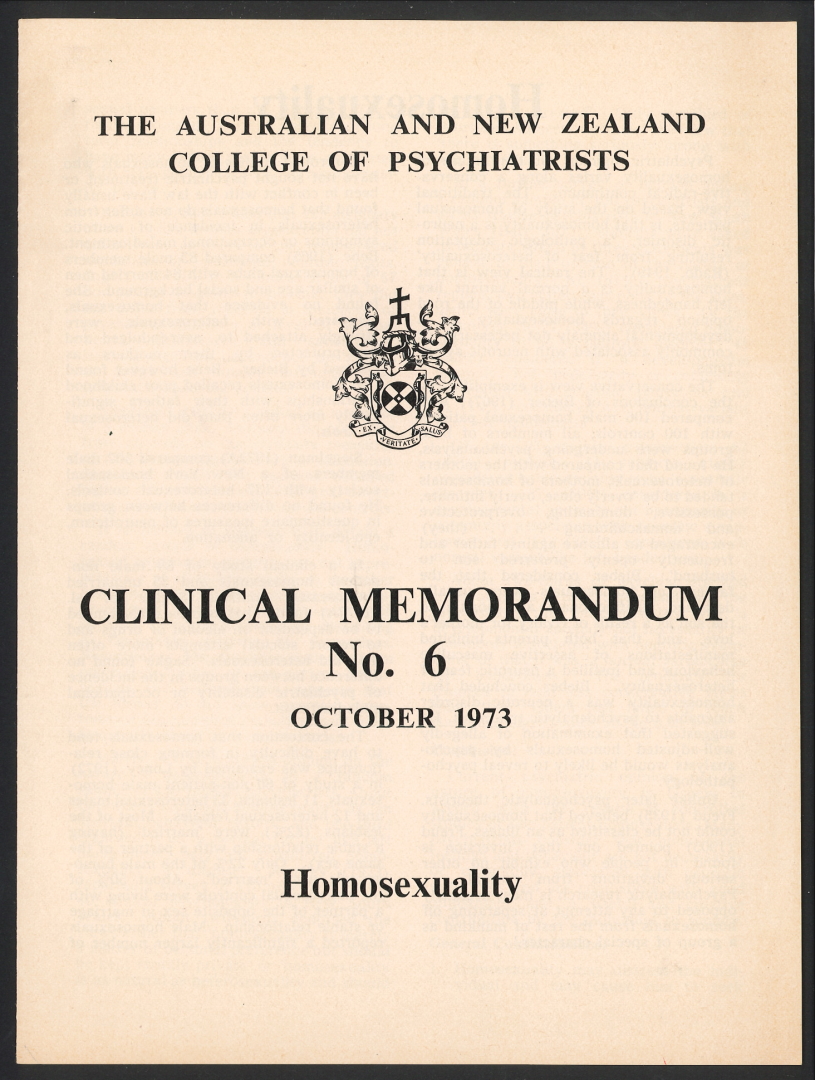 THE AUSTRALIAN AND NEW ZEALAND
COLLEGE OF PSYCHIATRISTS
· EX · VERITATE · SALUS ·
CLINICAL MEMORANDUM
No. 6
OCTOBER 1973
Homosexuality